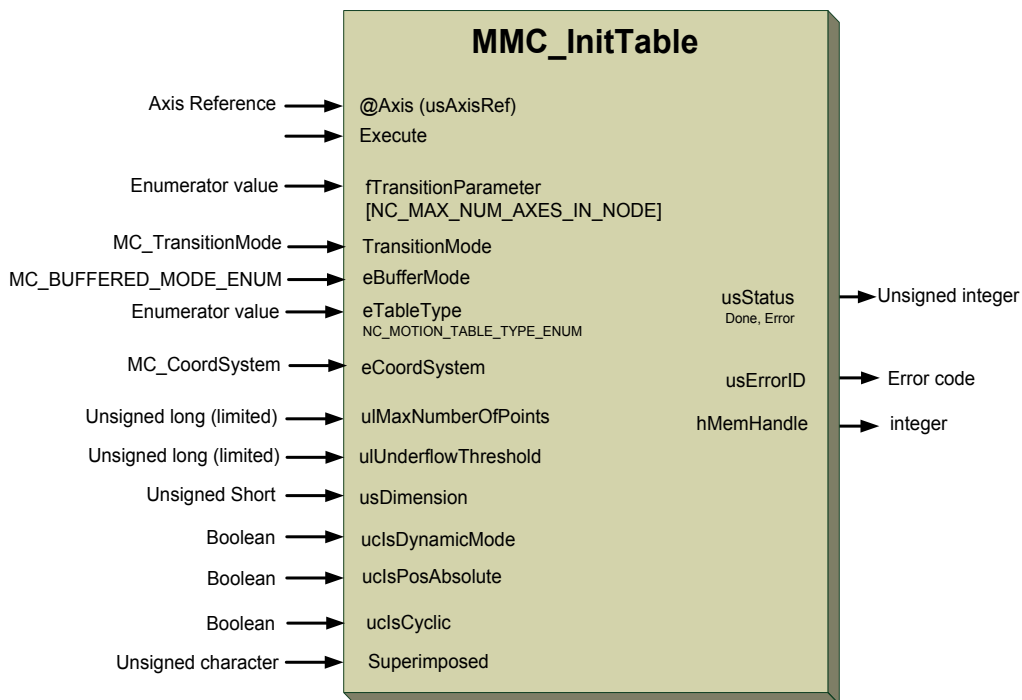 MMC_InitTable
Axis Reference @Axis (usAxisRef)
Execute
Enumerator value fTransitionParameter
[NC_MAX_NUM_AXES_IN_NODE]
MC_TransitionMode TransitionMode
MC_BUFFERED_MODE_ENUM eBufferMode
Enumerator value eTableType
NC_MOTION_TABLE_TYPE_ENUM
usStatus Unsigned integer
Done, Error
MC_CoordSystem eCoordSystem
usErrorID Error code
Unsigned long (limited) ulMaxNumberOfPoints
hMemHandle integer
Unsigned long (limited) ulUnderflowThreshold
Unsigned Short usDimension
Boolean ucIsDynamicMode
Boolean ucIsPosAbsolute
Boolean ucIsCyclic
Unsigned character Superimposed